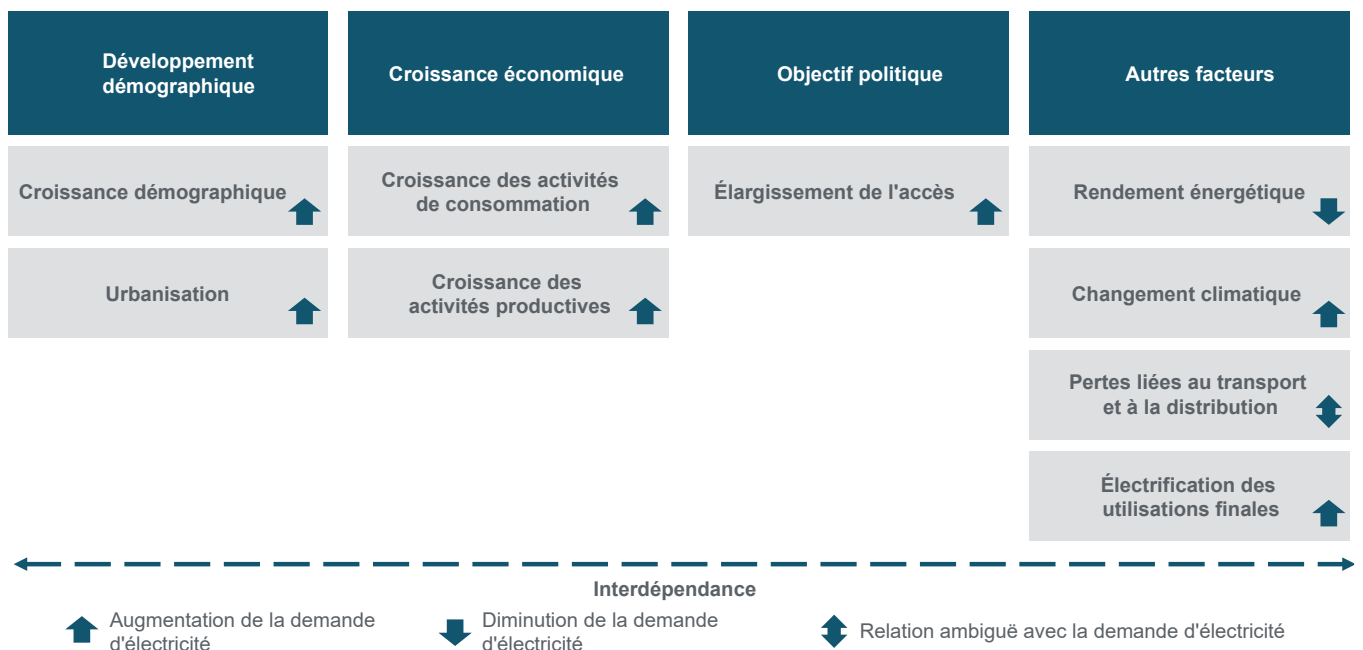 Développement
démographique
Croissance économique
Objectif politique
Autres facteurs
Croissance démographique
Croissance des activités
de consommation
Élargissement de l'accès
Rendement énergétique
Urbanisation
Croissance des
activités productives
Changement climatique
Pertes liées au transport
et à la distribution
Électrification des
utilisations finales
Interdépendance
Augmentation de la demande
d'électricité
Diminution de la demande
d'électricité
Relation ambiguë avec la demande d'électricité